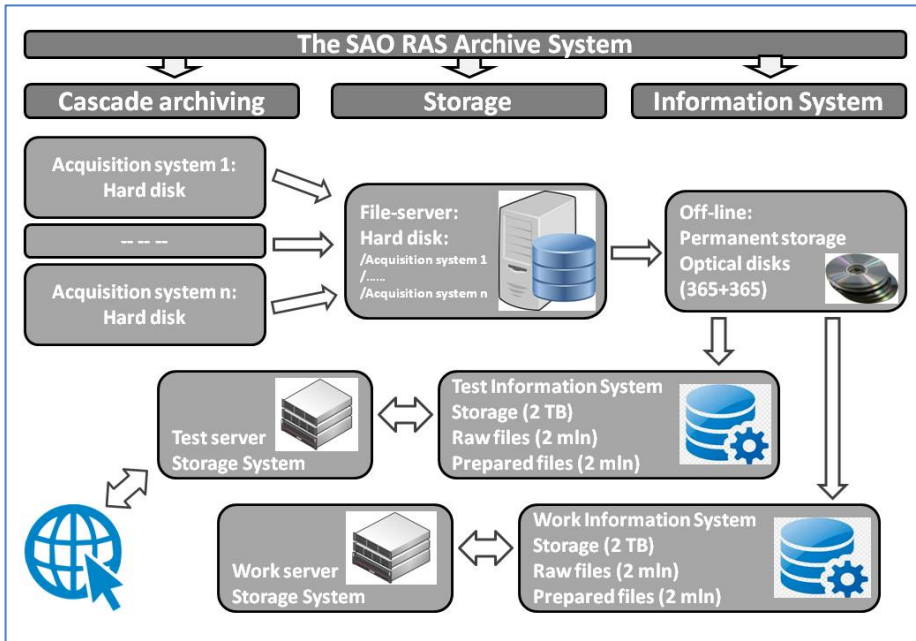 The SAO RAS Archive System
Cascade archiving
Storage
Information System
Acquisition system 1:
Hard disk
-- -- --
Acquisition system n:
Hard disk
File-server:
Hard disk:
/Acquisition system 1
/......
/Acquisition system n
Off-line:
Permanent storage
Optical disks
(365+365)
Test server
Storage System
Test Information System
Storage (2 TB)
Raw files (2 mln)
Prepared files (2 mln)
Work server
Storage System
Work Information System
Storage (2 TB)
Raw files (2 mln)
Prepared files (2 mln)